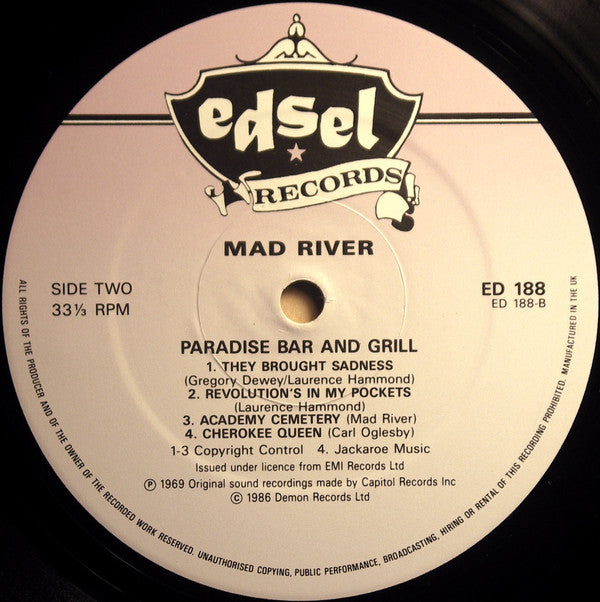 edsel
RECORDS
MAD RIVER
SIDE TWO
33⅓ RPM
ED 188
ED 188-B
PARADISE BAR AND GRILL
1. THEY BROUGHT SADNESS
(Gregory Dewey/Laurence Hammond)
2. REVOLUTION'S IN MY POCKETS
(Laurence Hammond)
3. ACADEMY CEMETERY (Mad River)
4. CHEROKEE QUEEN (Carl Oglesby)
1-3 Copyright Control 4. Jackaroe Music
Issued under licence from EMI Records Ltd
Ⓟ 1969 Original sound recordings made by Capitol Records Inc
© 1986 Demon Records Ltd
ALL RIGHTS OF THE PRODUCER AND OF THE OWNER OF THE RECORDED WORK RESERVED. UNAUTHORISED COPYING, PUBLIC PERFORMANCE, BROADCASTING, HIRING OR RENTAL OF THIS RECORDING PROHIBITED. MANUFACTURED IN THE UK